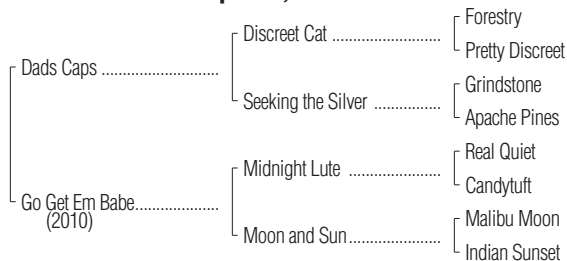 Forestry
Discreet Cat ....................
Pretty Discreet
Dads Caps ......................
Grindstone
Seeking the Silver ................
Apache Pines
Real Quiet
Midnight Lute ....................
Candytuft
Go Get Em Babe................
(2010)
Malibu Moon
Moon and Sun....................
Indian Sunset